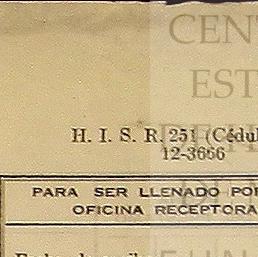 CENT
EST
H. I. S. R. 251 (Cédul
12-3666
PARA SER LLENADO POR
OFICINA RECEPTORA